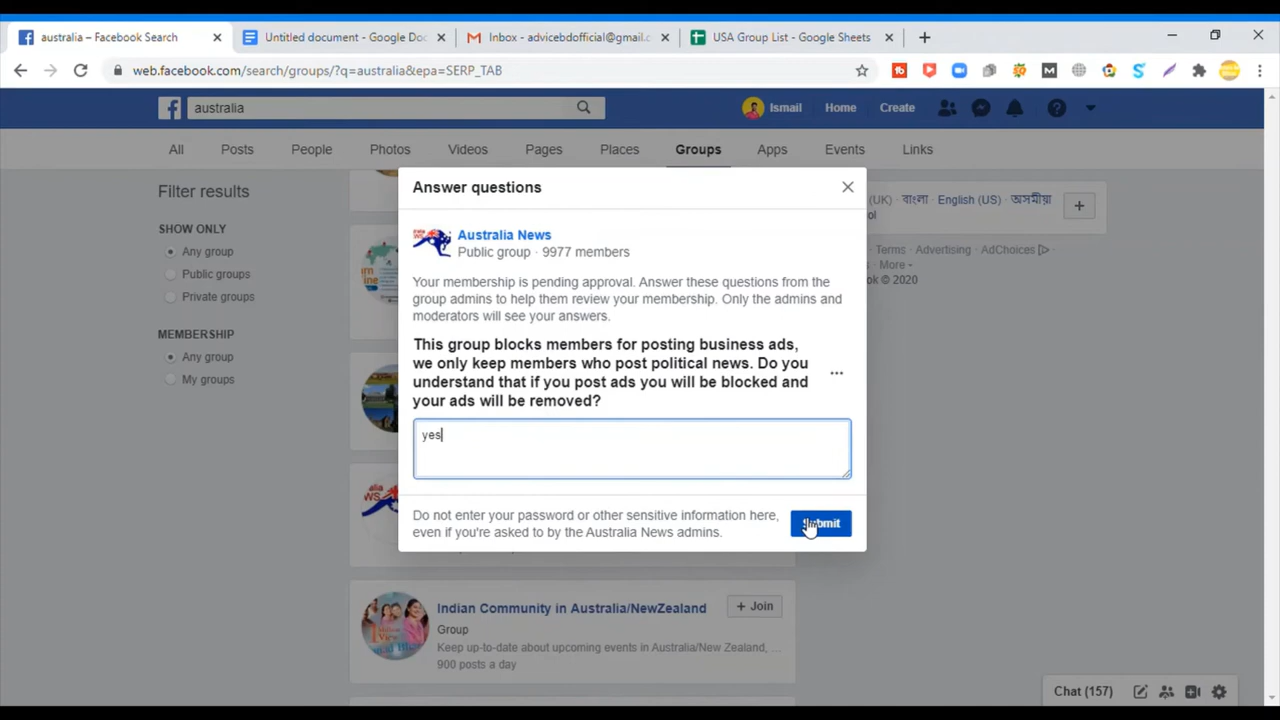 australia – Facebook Search
Untitled document - Google Doc
Inbox - advicebdofficial@gmail.c
USA Group List - Google Sheets
web.facebook.com/search/groups/?q=australia&epa=SERP_TAB
australia
Ismail
Home
Create
All
Posts
People
Photos
Videos
Pages
Places
Groups
Apps
Events
Links
Filter results
SHOW ONLY
Any group
Public groups
Private groups
MEMBERSHIP
Any group
My groups
Answer questions
Australia News
Public group · 9977 members
Your membership is pending approval. Answer these questions from the
group admins to help them review your membership. Only the admins and
moderators will see your answers.
This group blocks members for posting business ads,
we only keep members who post political news. Do you
understand that if you post ads you will be blocked and
your ads will be removed?
yes
Do not enter your password or other sensitive information here,
even if you're asked to by the Australia News admins.
Submit
(UK) · বাংলা · English (US) · অসমীয়া
Terms · Advertising · AdChoices
More
© 2020
Indian Community in Australia/NewZealand
+ Join
Group
Keep up-to-date about upcoming events in Australia/New Zealand, ...
900 posts a day
Chat (157)